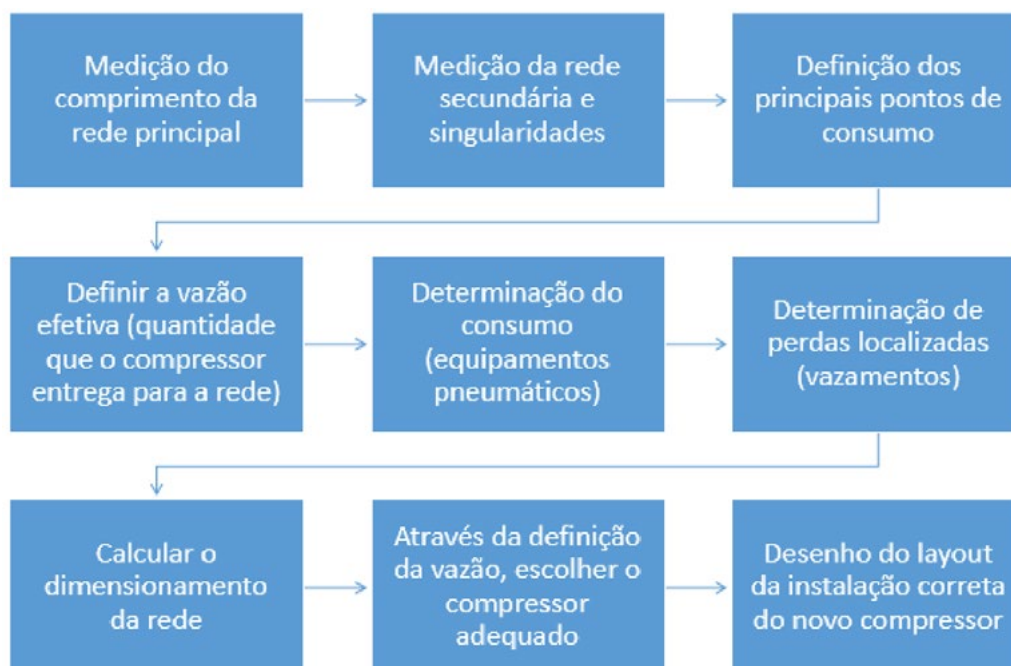 Medição do
comprimento da
rede principal
Medição da rede
secundária e
singularidades
Definição dos
principais pontos de
consumo
Definir a vazão
efetiva (quantidade
que o compressor
entrega para a rede)
Determinação do
consumo
(equipamentos
pneumáticos)
Determinação de
perdas localizadas
(vazamentos)
Calcular o
dimensionamento
da rede
Através da definição
da vazão, escolher o
compressor
adequado
Desenho do layout
da instalação correta
do novo compressor